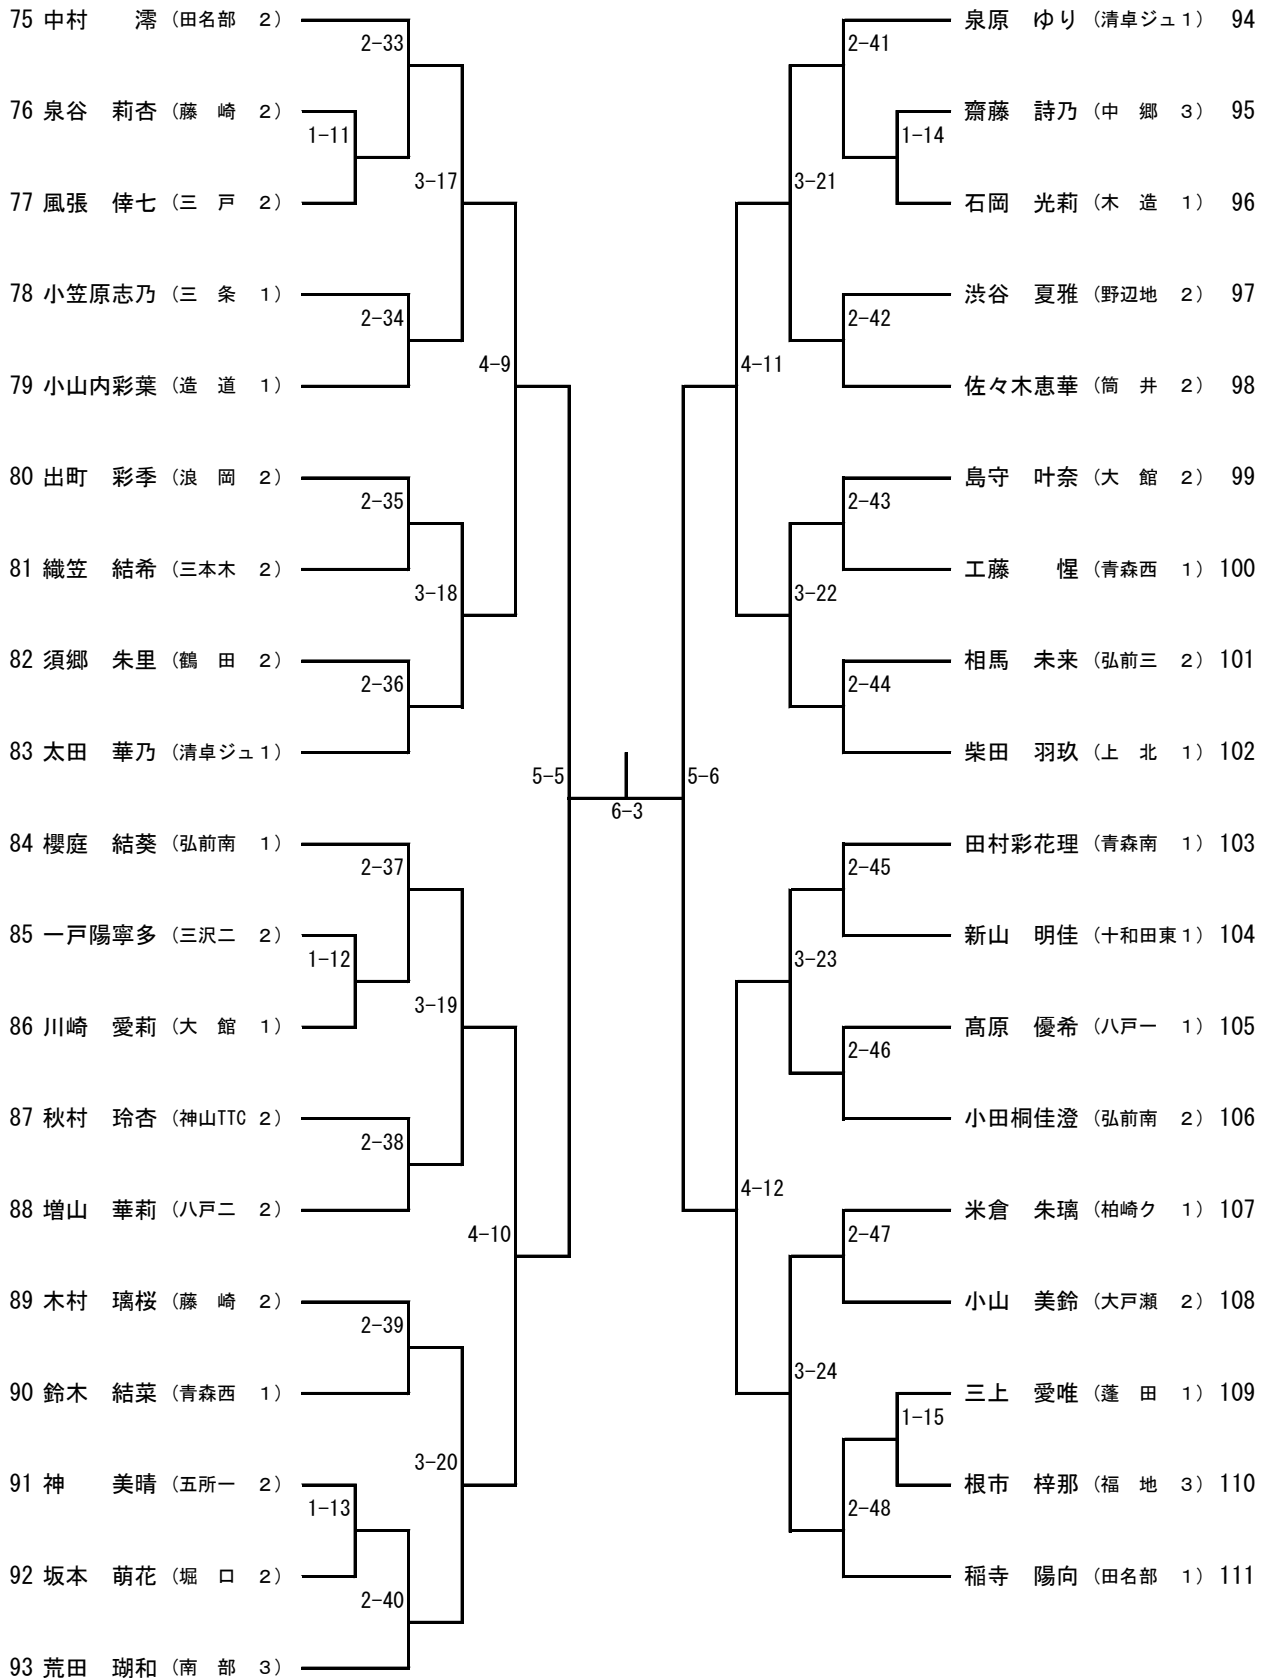 75 中村　　澪（田名部　2）
2-33
76 泉谷　莉杏（藤　崎　2）
1-11
77 風張　倖七（三　戸　2）
3-17
78 小笠原志乃（三　条　1）
2-34
79 小山内彩葉（造　道　1）
4-9
80 出町　彩季（浪　岡　2）
2-35
81 織笠　結希（三本木　2）
3-18
82 須郷　朱里（鶴　田　2）
2-36
83 太田　華乃（清卓ジュ1）
5-5
84 櫻庭　結葵（弘前南　1）
2-37
85 一戸陽寧多（三沢二　2）
1-12
86 川崎　愛莉（大　館　1）
3-19
87 秋村　玲杏（神山TTC 2）
2-38
88 増山　華莉（八戸二　2）
4-10
89 木村　璃桜（藤　崎　2）
2-39
90 鈴木　結菜（青森西　1）
3-20
91 神　　美晴（五所一　2）
1-13
92 坂本　萌花（堀　口　2）
2-40
93 荒田　瑚和（南　部　3）
6-3
泉原　ゆり（清卓ジュ1） 94
2-41
齋藤　詩乃（中　郷　3） 95
1-14
3-21
石岡　光莉（木　造　1） 96
渋谷　夏雅（野辺地　2） 97
2-42
4-11
佐々木恵華（筒　井　2） 98
島守　叶奈（大　館　2） 99
2-43
工藤　　惺（青森西　1） 100
3-22
相馬　未来（弘前三　2） 101
2-44
柴田　羽玖（上　北　1） 102
5-6
田村彩花理（青森南　1） 103
2-45
新山　明佳（十和田東1） 104
3-23
髙原　優希（八戸一　1） 105
2-46
小田桐佳澄（弘前南　2） 106
4-12
米倉　朱璃（柏崎ク　1） 107
2-47
小山　美鈴（大戸瀬　2） 108
3-24
三上　愛唯（蓬　田　1） 109
1-15
根市　梓那（福　地　3） 110
2-48
稲寺　陽向（田名部　1） 111